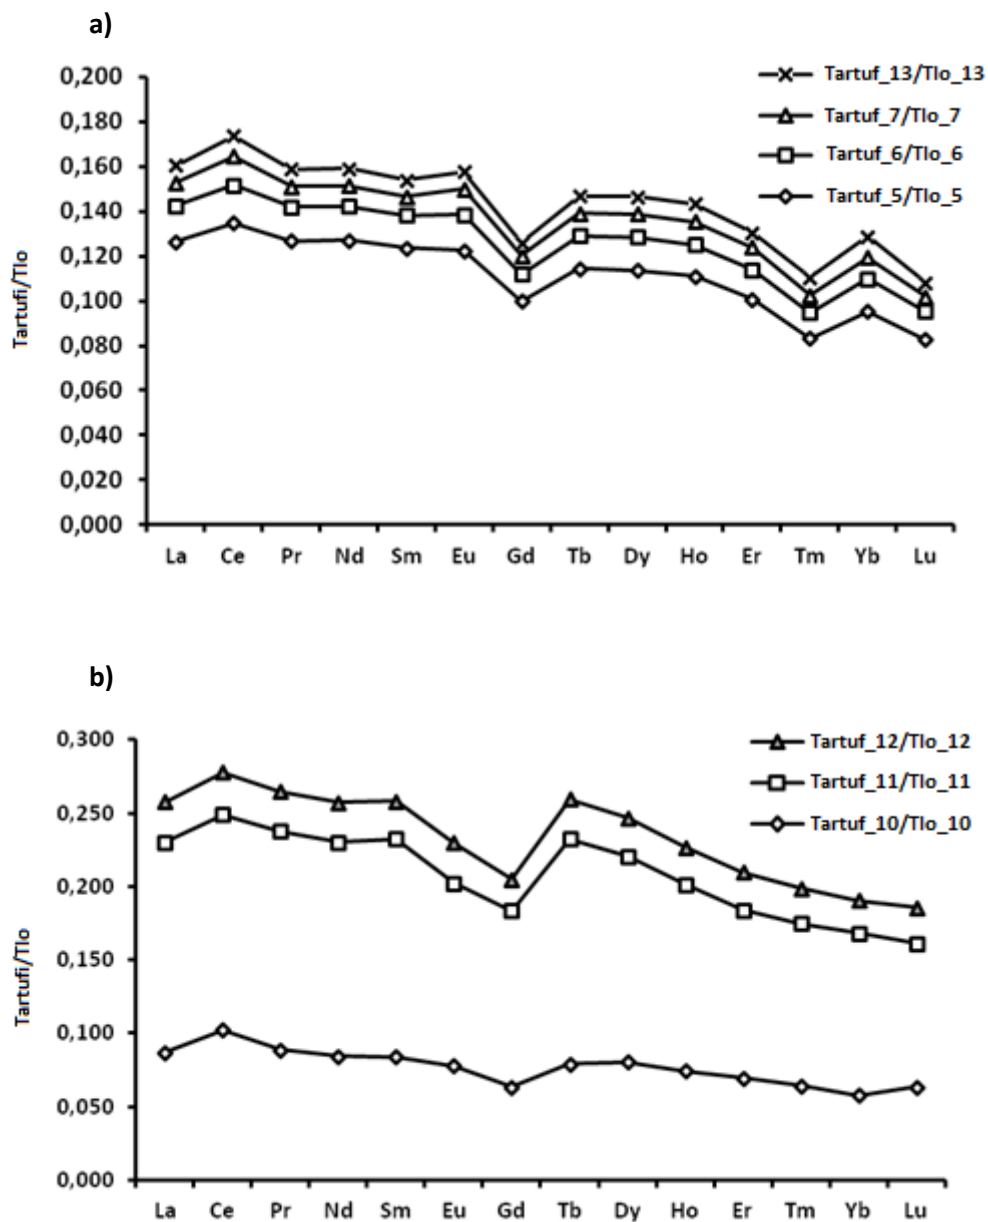 a)
0,200
0,180
0,160
0,140
0,120
0,100
0,080
0,060
0,040
0,020
0,000
Tartufi/Tlo
La Ce Pr Nd Sm Eu Gd Tb Dy Ho Er Tm Yb Lu
Tartuf_13/Tlo_13
Tartuf_7/Tlo_7
Tartuf_6/Tlo_6
Tartuf_5/Tlo_5
b)
0,300
0,250
0,200
0,150
0,100
0,050
0,000
Tartufi/Tlo
La Ce Pr Nd Sm Eu Gd Tb Dy Ho Er Tm Yb Lu
Tartuf_12/Tlo_12
Tartuf_11/Tlo_11
Tartuf_10/Tlo_10